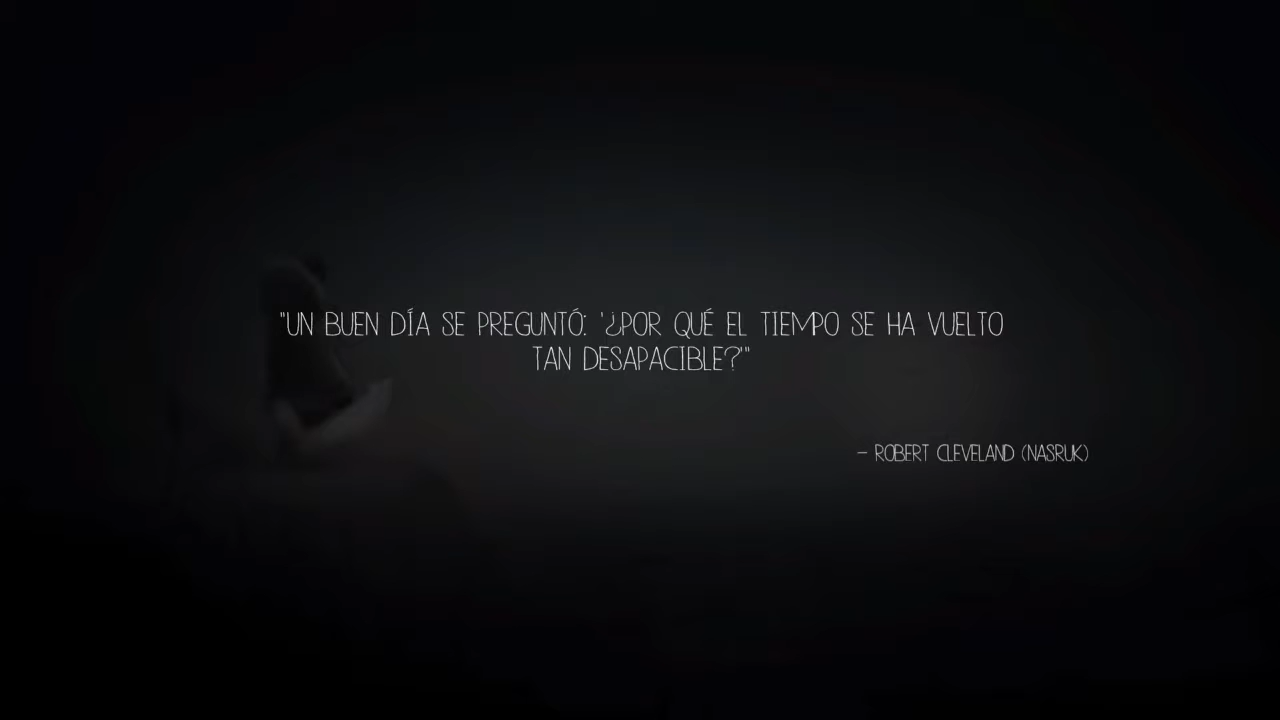 "UN BUEN DÍA SE PREGUNTÓ: '¿POR QUÉ EL TIEMPO SE HA VUELTO
TAN DESAPACIBLE?'"
– ROBERT CLEVELAND (NASRUK)